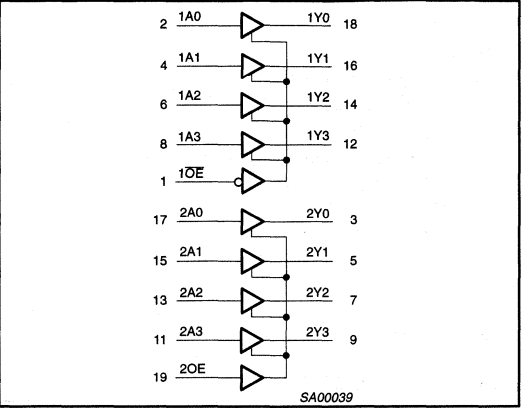 2 1A0 1Y0 18
4 1A1 1Y1 16
6 1A2 1Y2 14
8 1A3 1Y3 12
1 1O̅E̅
17 2A0 2Y0 3
15 2A1 2Y1 5
13 2A2 2Y2 7
11 2A3 2Y3 9
19 2OE
SA00039